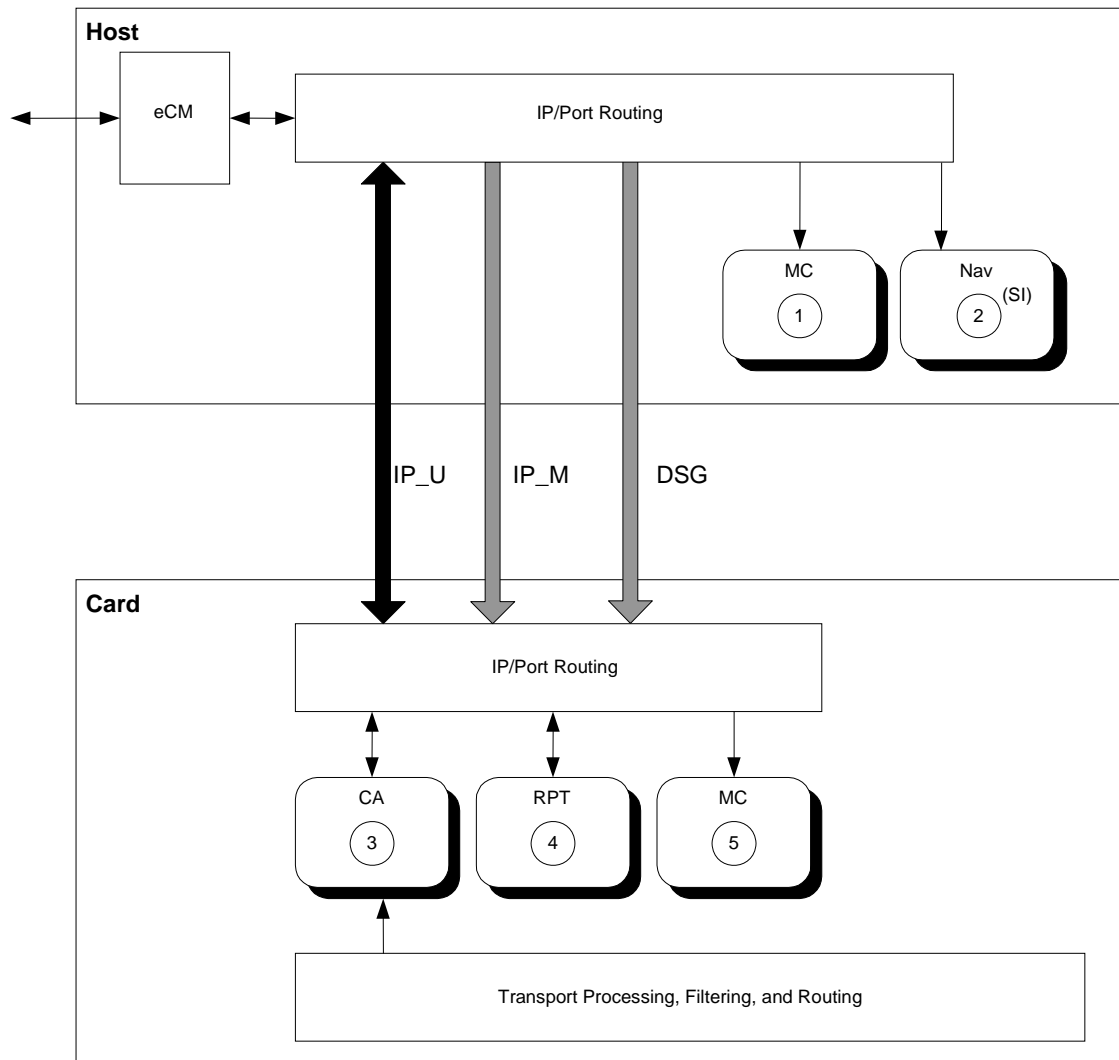 Host
eCM
IP/Port Routing
MC
1
Nav
(SI)
2
IP_U
IP_M
DSG
Card
IP/Port Routing
CA
3
RPT
4
MC
5
Transport Processing, Filtering, and Routing